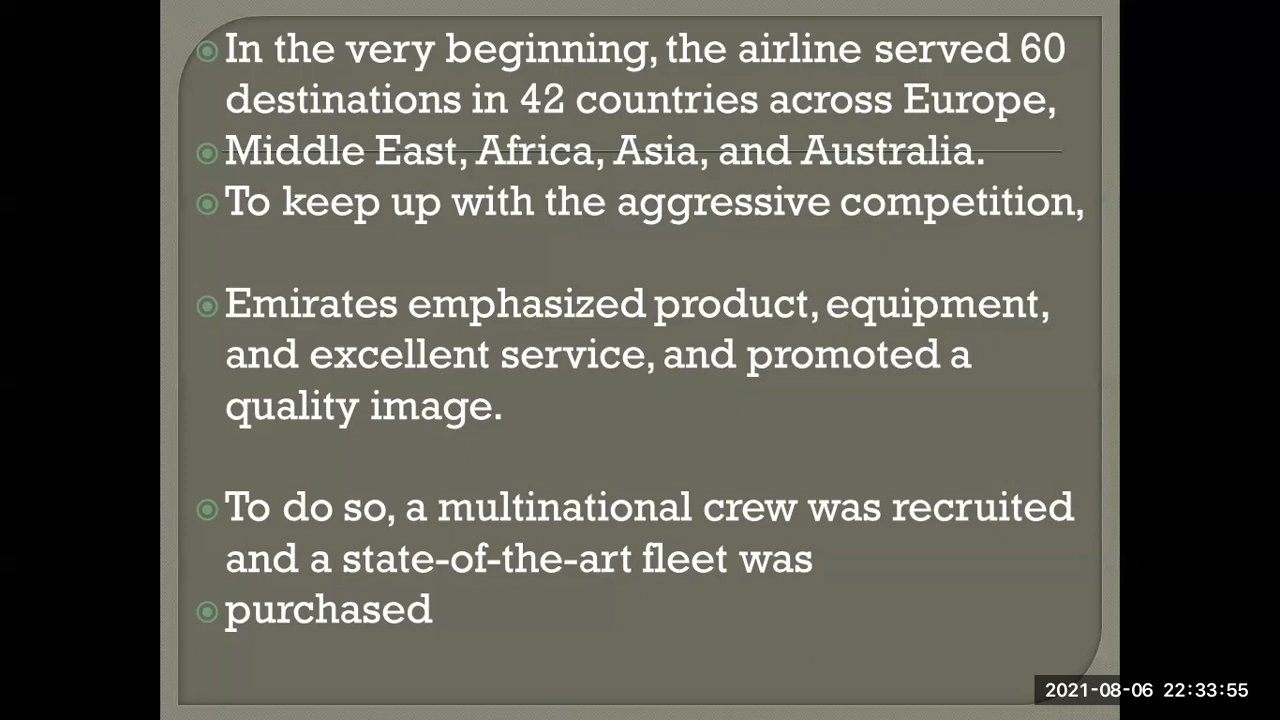 In the very beginning, the airline served 60
destinations in 42 countries across Europe,
Middle East, Africa, Asia, and Australia.
To keep up with the aggressive competition,
Emirates emphasized product, equipment,
and excellent service, and promoted a
quality image.
To do so, a multinational crew was recruited
and a state-of-the-art fleet was
purchased
2021-08-06 22:33:55